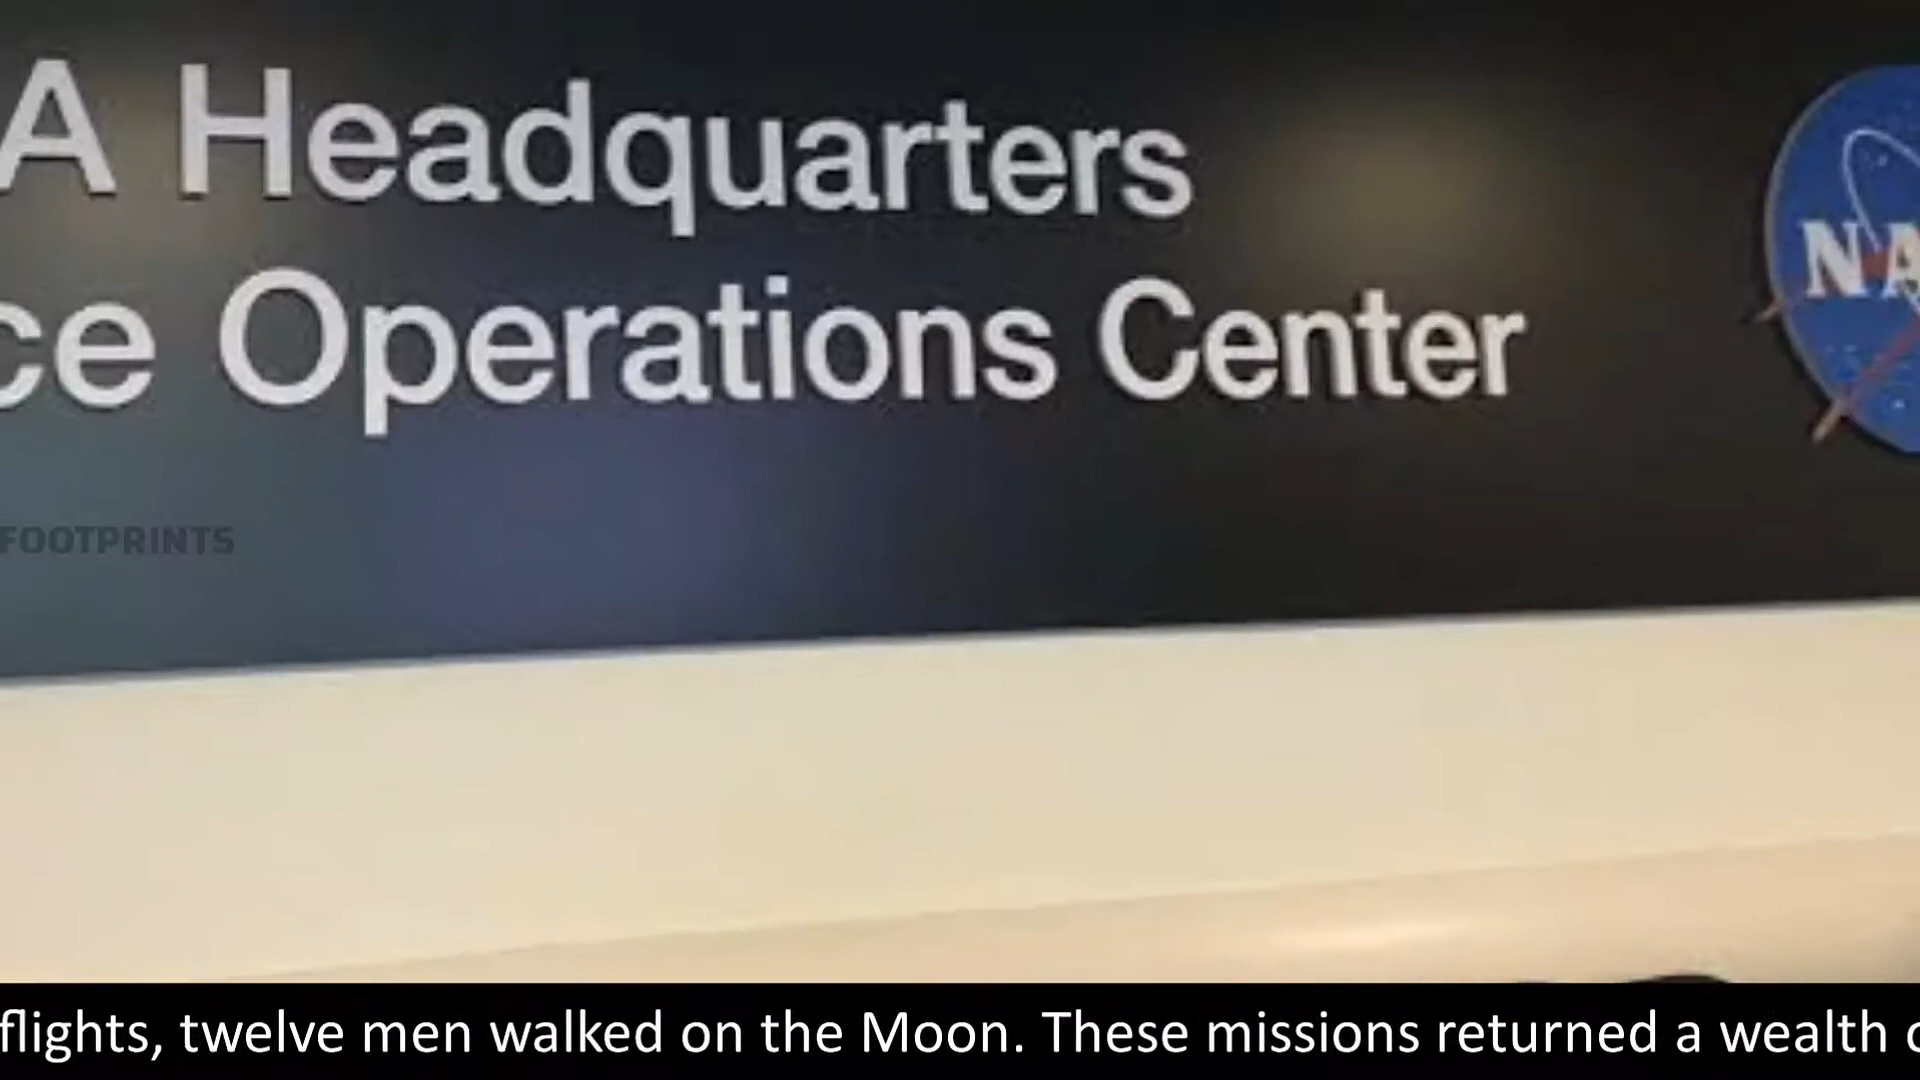 A Headquarters
ce Operations Center
NA
FOOTPRINTS
flights, twelve men walked on the Moon. These missions returned a wealth